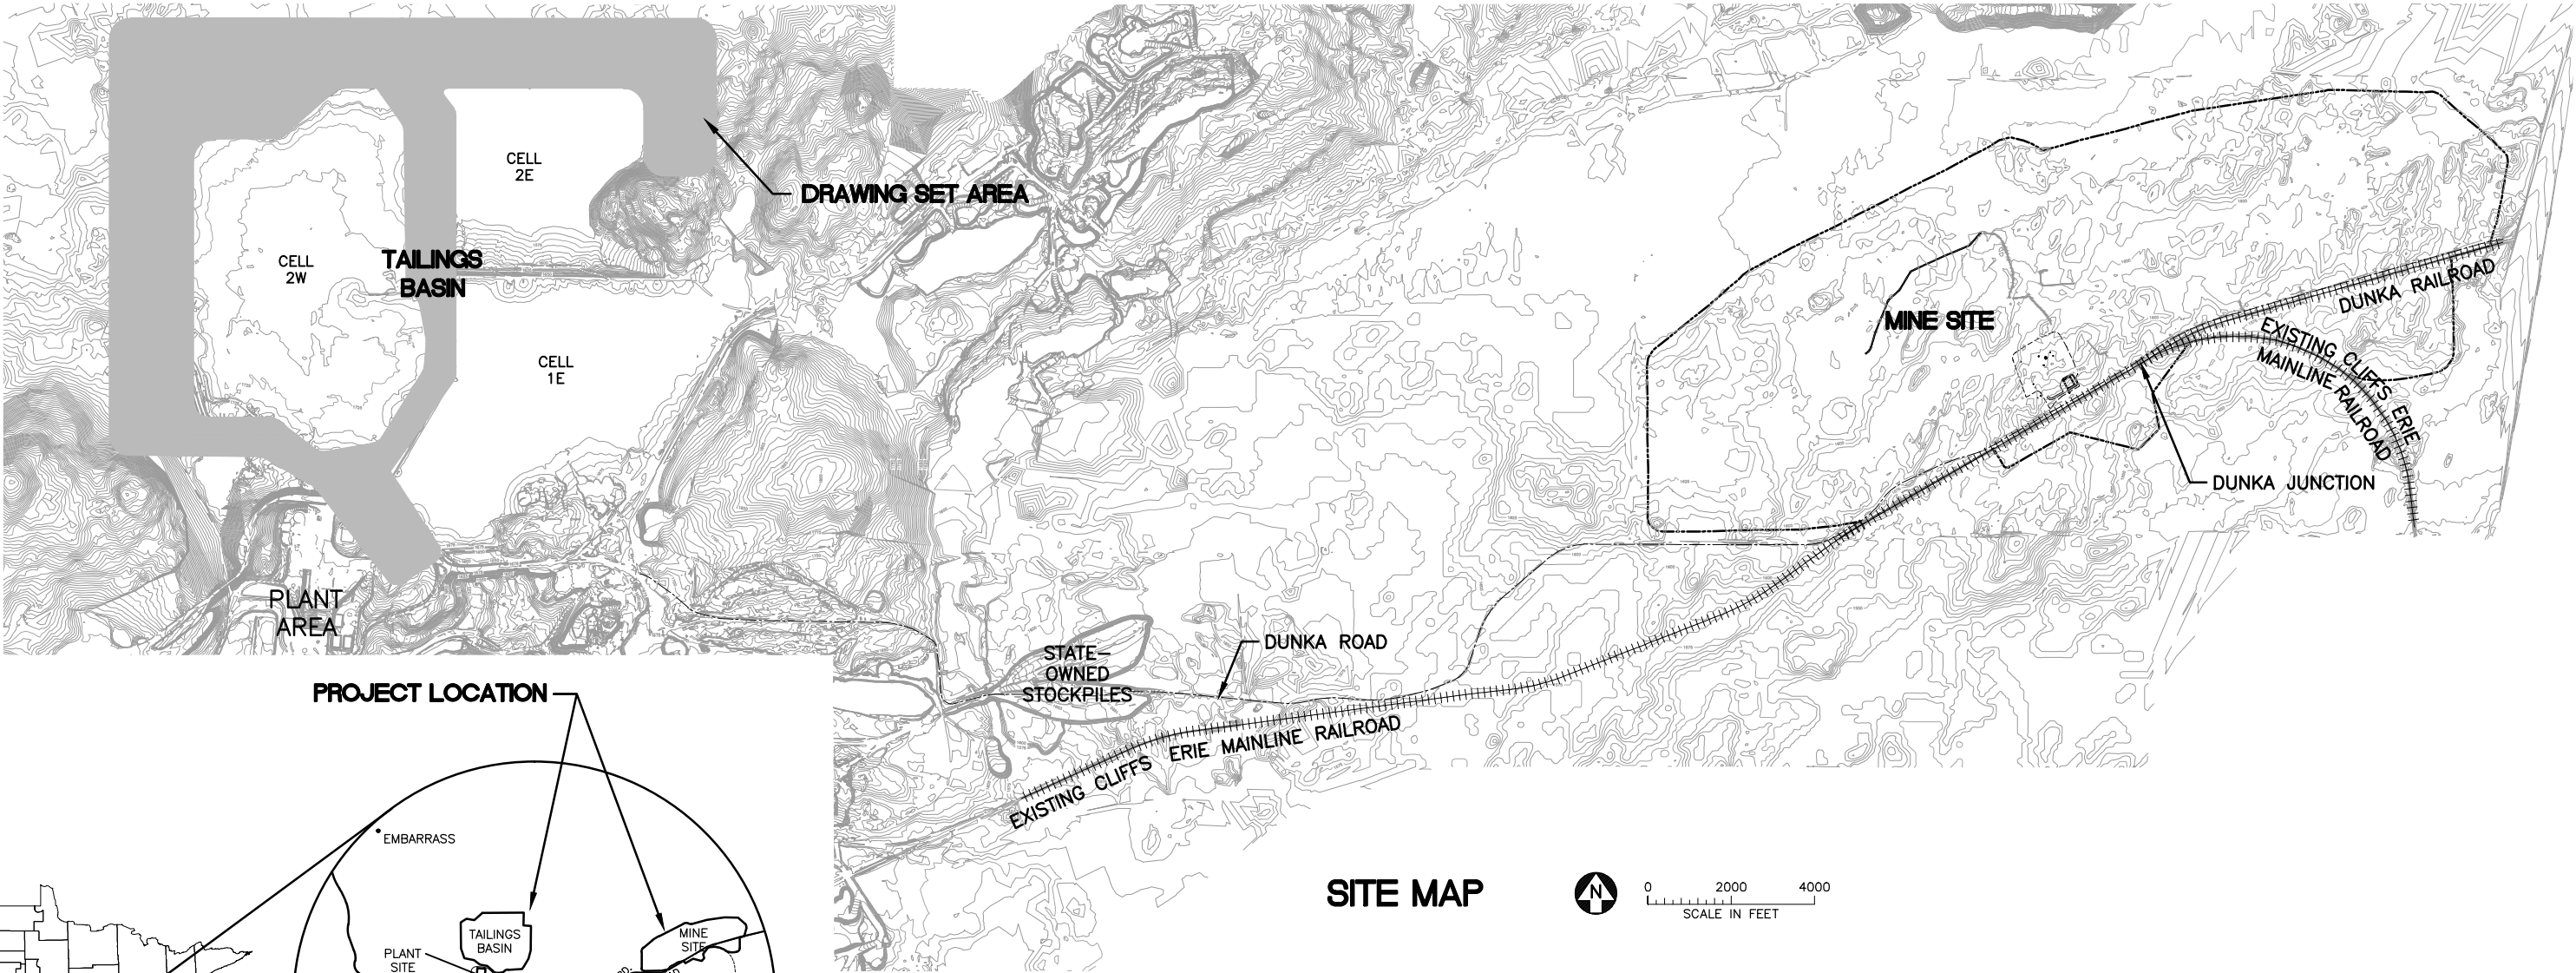 CELL
2E
DRAWING SET AREA
CELL
2W
TAILINGS
BASIN
CELL
1E
MINE SITE
DUNKA RAILROAD
EXISTING CLIFFS ERIE
MAINLINE RAILROAD
DUNKA JUNCTION
PLANT
AREA
STATE-
OWNED
STOCKPILES
DUNKA ROAD
EXISTING CLIFFS ERIE MAINLINE RAILROAD
PROJECT LOCATION
EMBARRASS
TAILINGS
BASIN
PLANT
SITE
MINE
SITE
SITE MAP
N
0 2000 4000
SCALE IN FEET